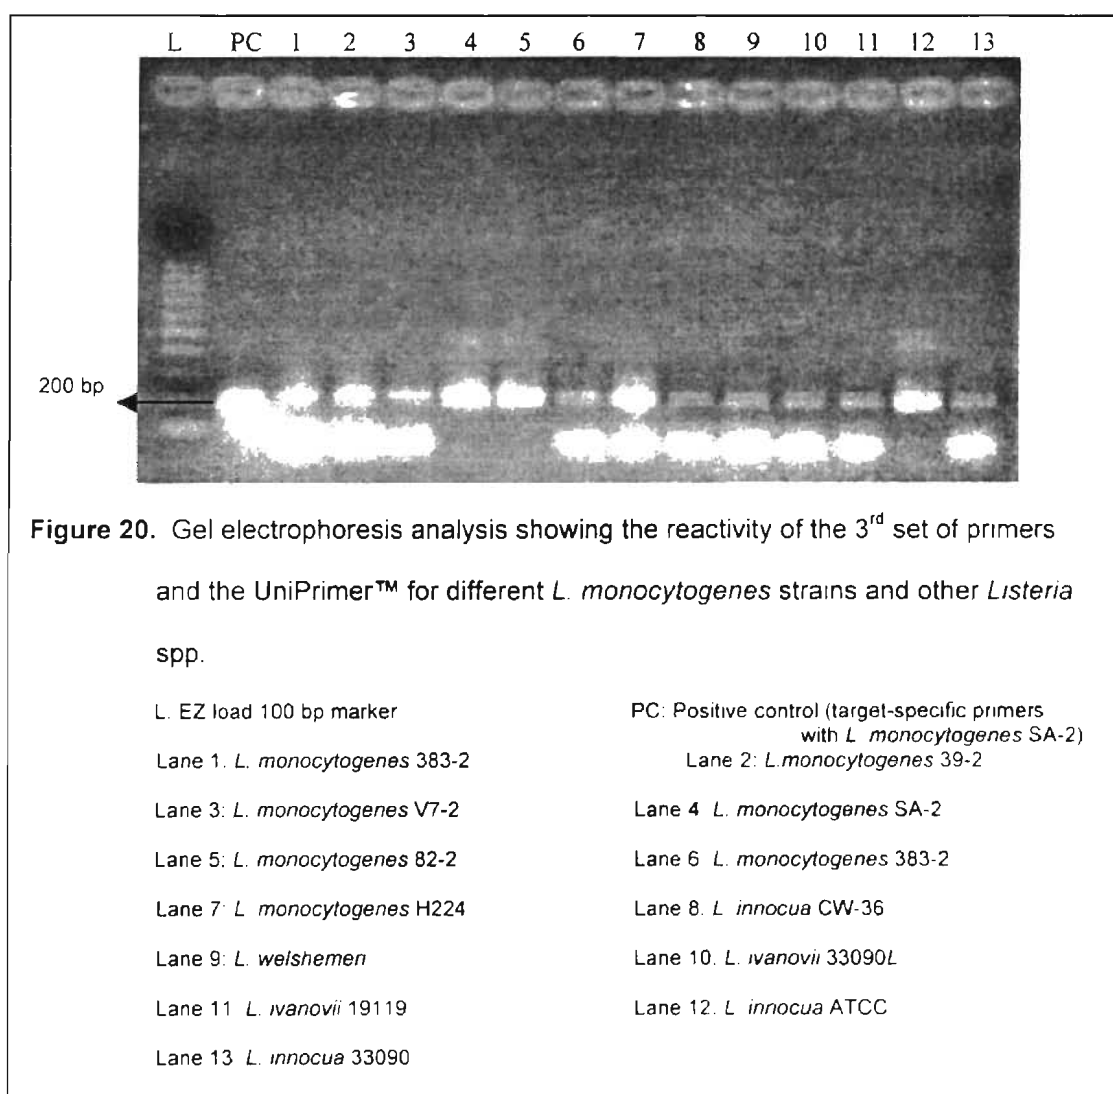 L PC 1 2 3 4 5 6 7 8 9 10 11 12 13
200 bp
Figure 20. Gel electrophoresis analysis showing the reactivity of the 3rd set of primers
and the UniPrimer™ for different L. monocytogenes strains and other Listeria
spp.
L. EZ load 100 bp marker
PC: Positive control (target-specific primers
with L monocytogenes SA-2)
Lane 1. L. monocytogenes 383-2
Lane 2: L.monocytogenes 39-2
Lane 3: L. monocytogenes V7-2
Lane 4 L. monocytogenes SA-2
Lane 5: L. monocytogenes 82-2
Lane 6 L. monocytogenes 383-2
Lane 7: L monocytogenes H224
Lane 8. L innocua CW-36
Lane 9: L. welshemen
Lane 10. L. ivanovii 33090L
Lane 11 L. ivanovii 19119
Lane 12. L innocua ATCC
Lane 13 L. innocua 33090